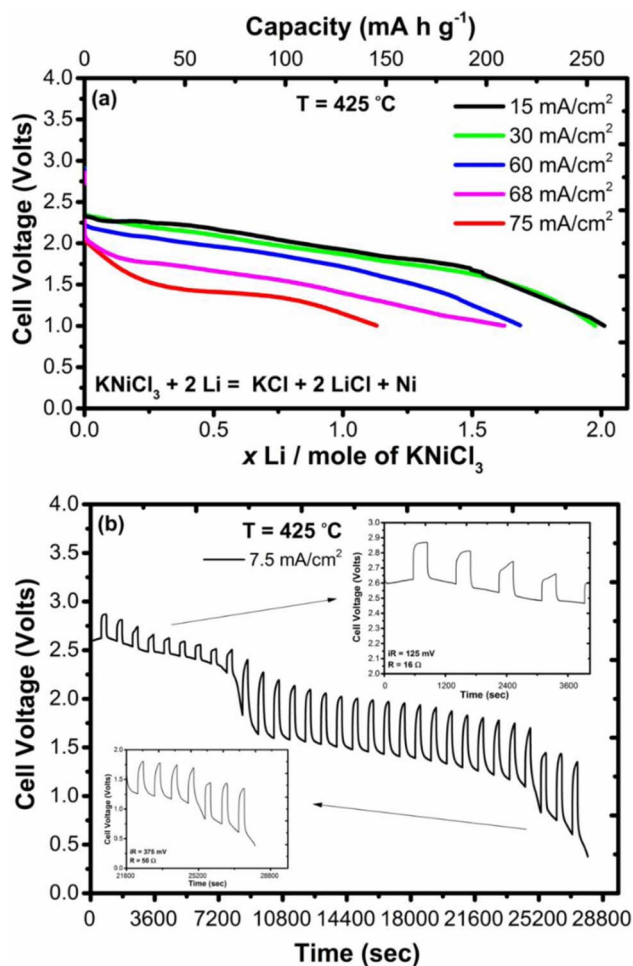 Capacity (mA h g⁻¹)
0 50 100 150 200 250
4.0
3.5
3.0
2.5
2.0
1.5
1.0
0.5
0.0
Cell Voltage (Volts)
(a)
T = 425 °C
15 mA/cm²
30 mA/cm²
60 mA/cm²
68 mA/cm²
75 mA/cm²
KNiCl₃ + 2 Li = KCl + 2 LiCl + Ni
0.0 0.5 1.0 1.5 2.0
x Li / mole of KNiCl₃
4.0
3.5
3.0
2.5
2.0
1.5
1.0
0.5
0.0
Cell Voltage (Volts)
(b)
T = 425 °C
7.5 mA/cm²
3.0
2.9
2.8
2.7
2.6
2.5
2.4
2.3
2.2
2.1
2.0
Cell Voltage (Volts)
iR = 125 mV
R = 16 Ω
0 1200 2400 3600
Time (sec)
2.0
1.5
1.0
0.5
0.0
Cell Voltage (Volts)
iR = 375 mV
R = 50 Ω
21600 25200 28800
Time (sec)
0 3600 7200 10800 14400 18000 21600 25200 28800
Time (sec)